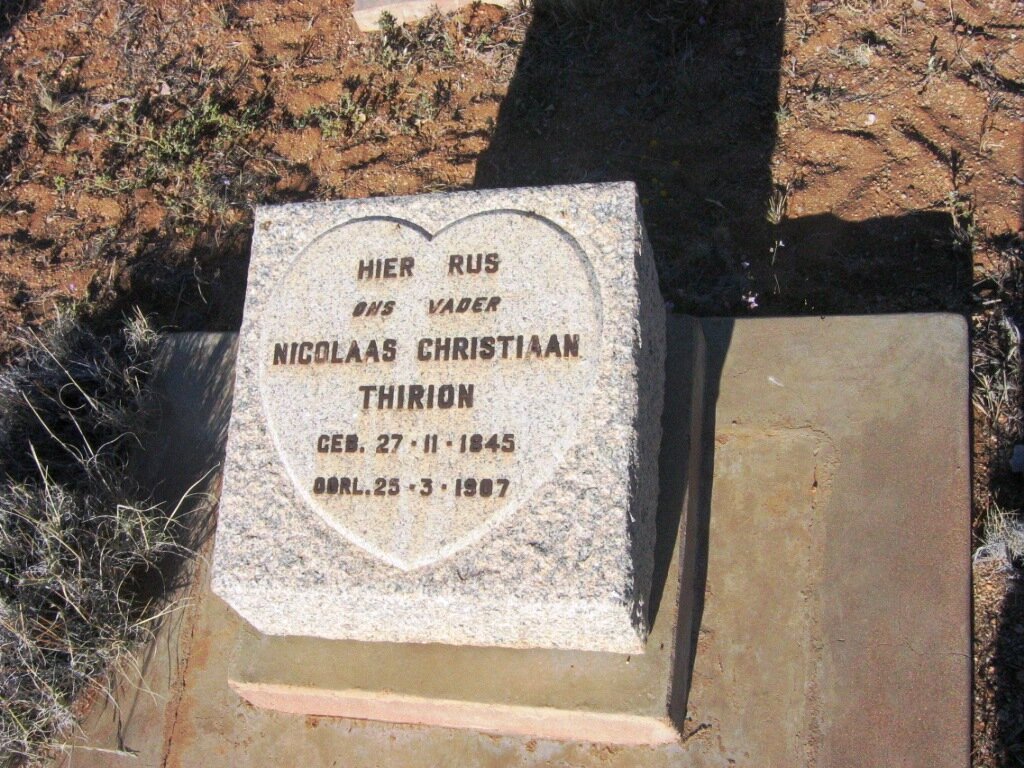 HIER RUS
ONS VADER
NICOLAAS CHRISTIAAN
THIRION
GEB. 27·11·1845
OORL. 25·3·1907